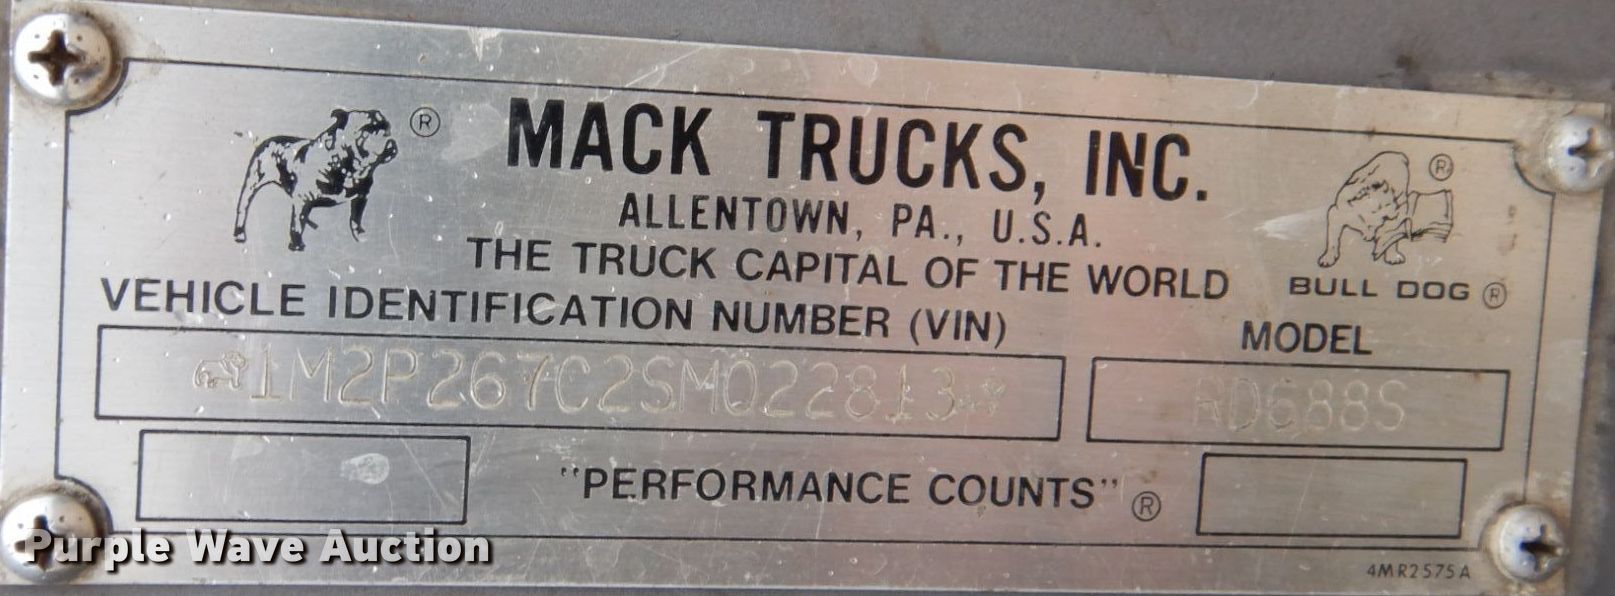 ®
MACK TRUCKS, INC.
®
ALLENTOWN, PA., U.S.A.
THE TRUCK CAPITAL OF THE WORLD
BULL DOG ®
VEHICLE IDENTIFICATION NUMBER (VIN)
MODEL
1M2P267C2SM022813
RD688S
"PERFORMANCE COUNTS" ®
4MR2575A
Purple Wave Auction